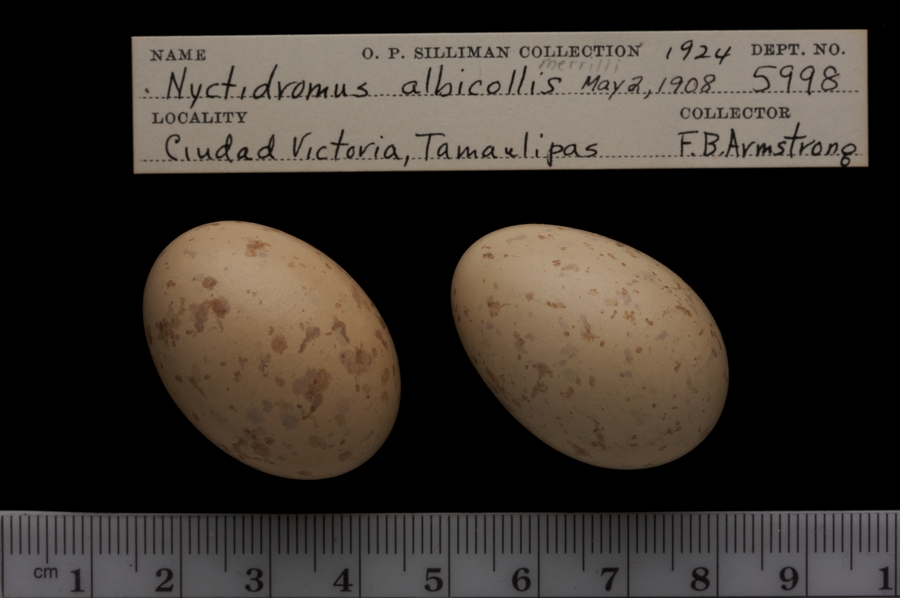 NAME O. P. SILLIMAN COLLECTION 1924 DEPT. NO.
merrilli
Nyctidromus albicollis May 2, 1908 5998
LOCALITY COLLECTOR
Ciudad Victoria, Tamaulipas F.B.Armstrong
cm 1 2 3 4 5 6 7 8 9 1